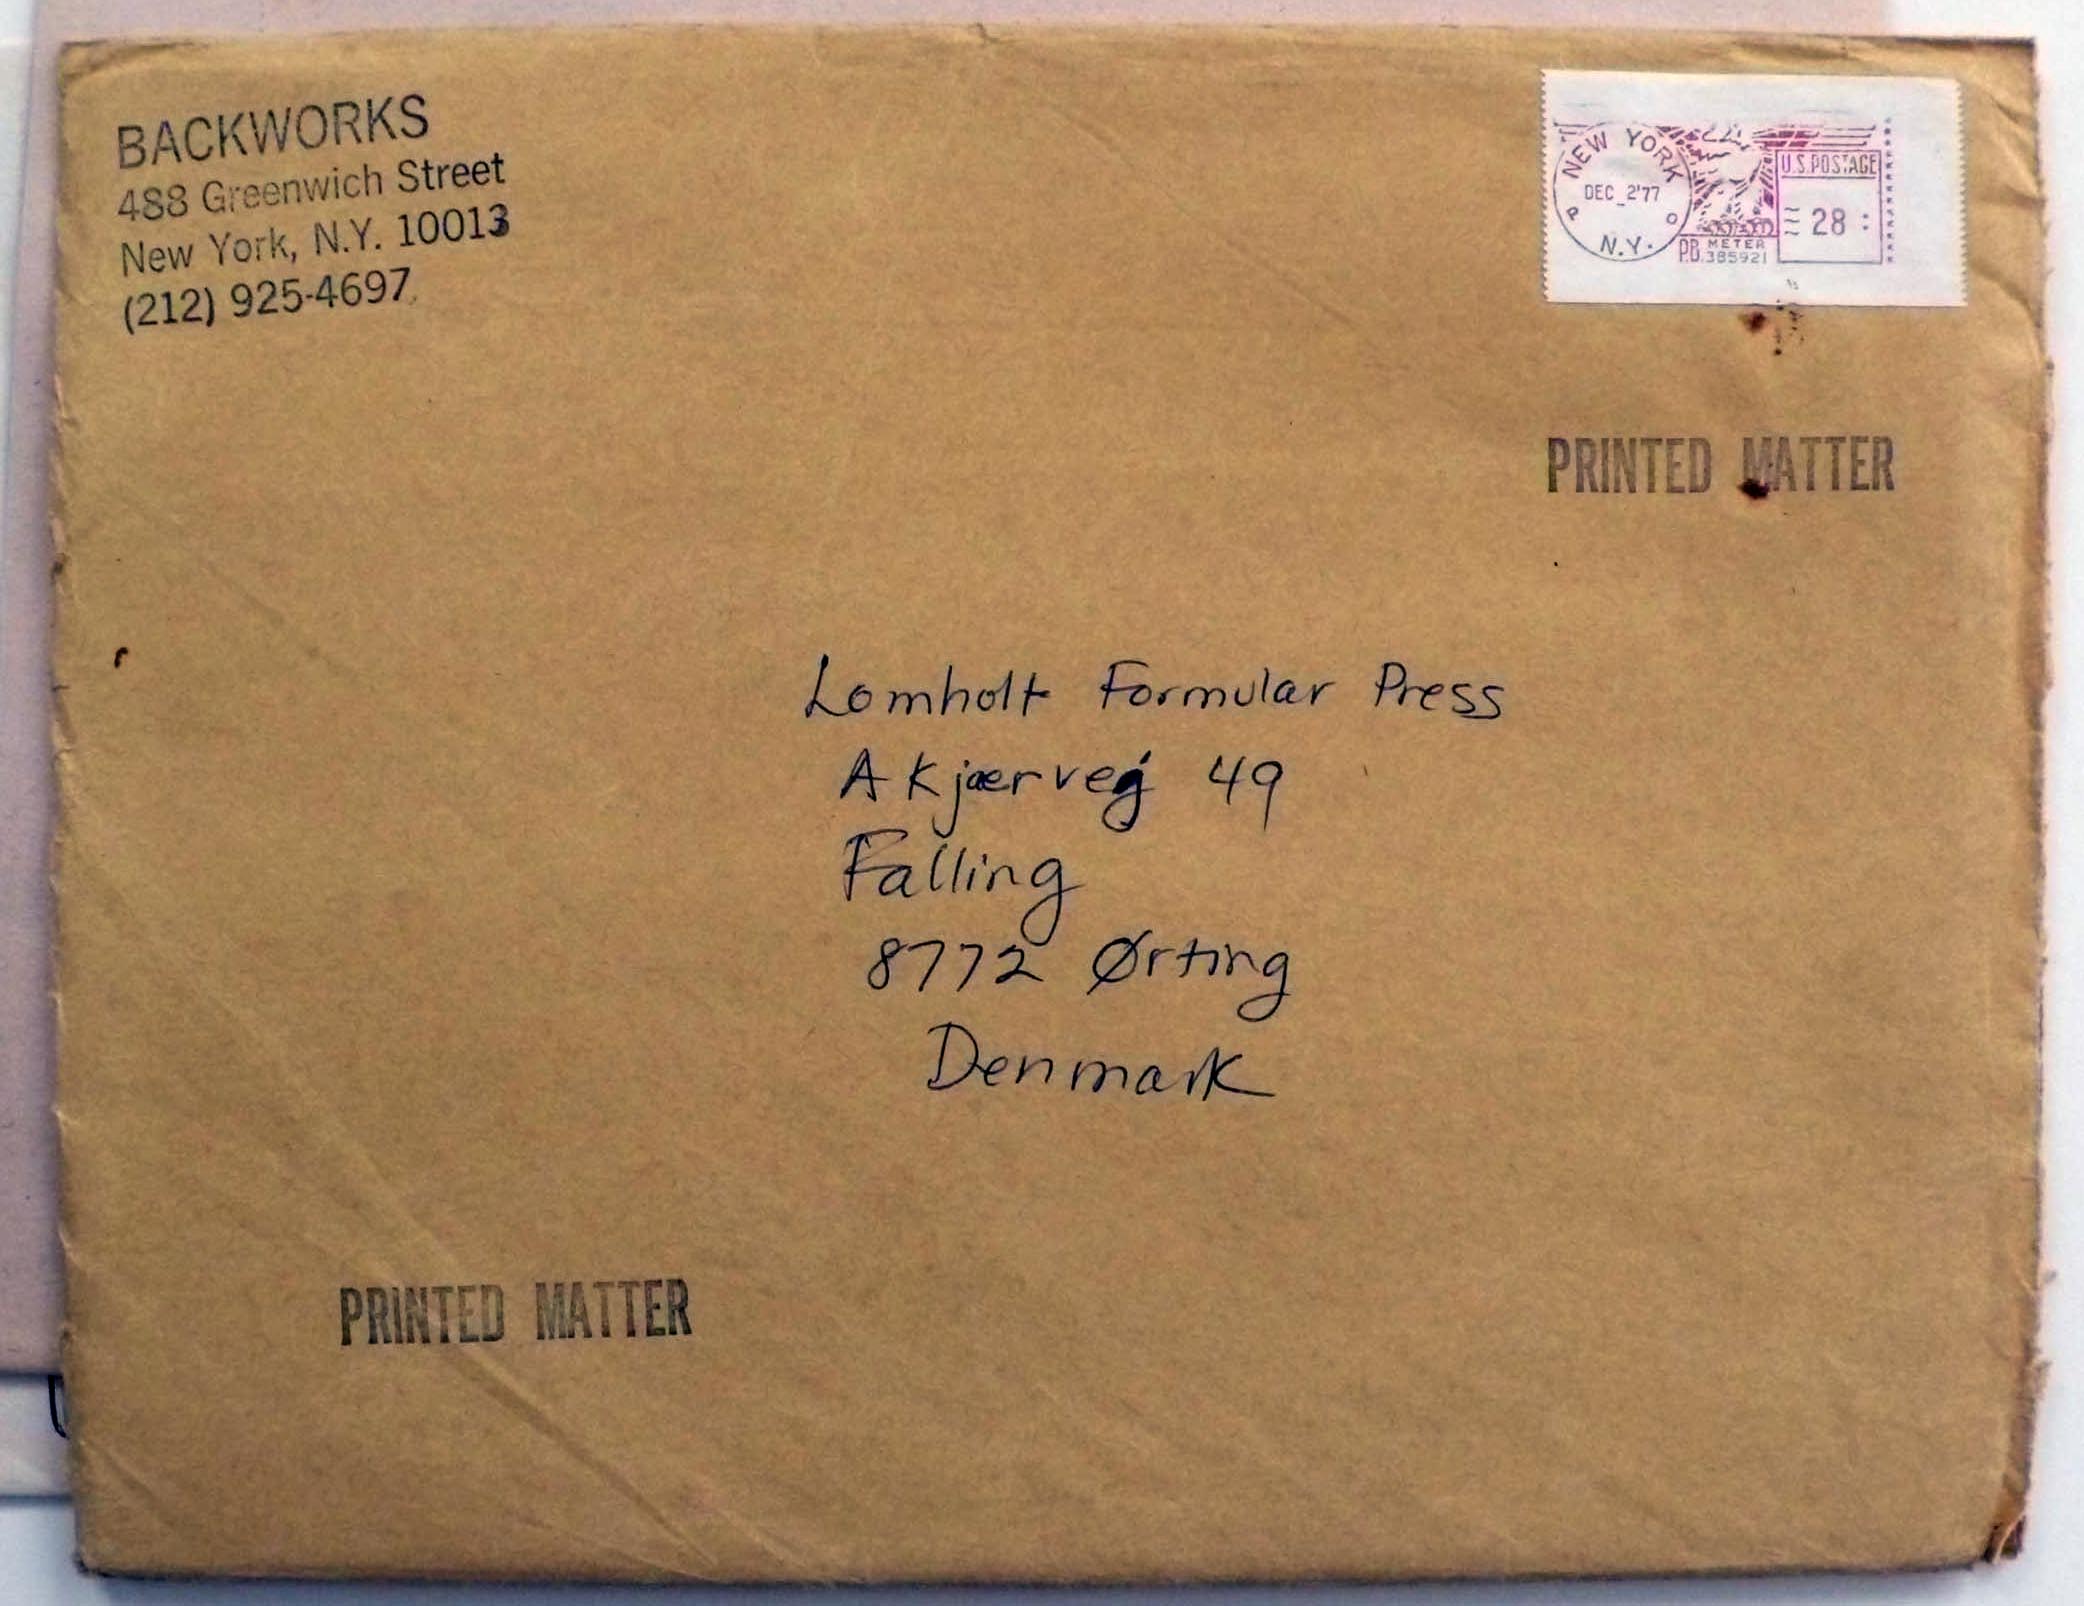 BACKWORKS
488 Greenwich Street
New York, N.Y. 10013
(212) 925-4697
NEW YORK
DEC 2'77
P O
N.Y.
P.B. METER
385921
U.S. POSTAGE
28
PRINTED MATTER
Lomholt Formular Press
Akjærvej 49
Falling
8772 Ørting
Denmark
PRINTED MATTER